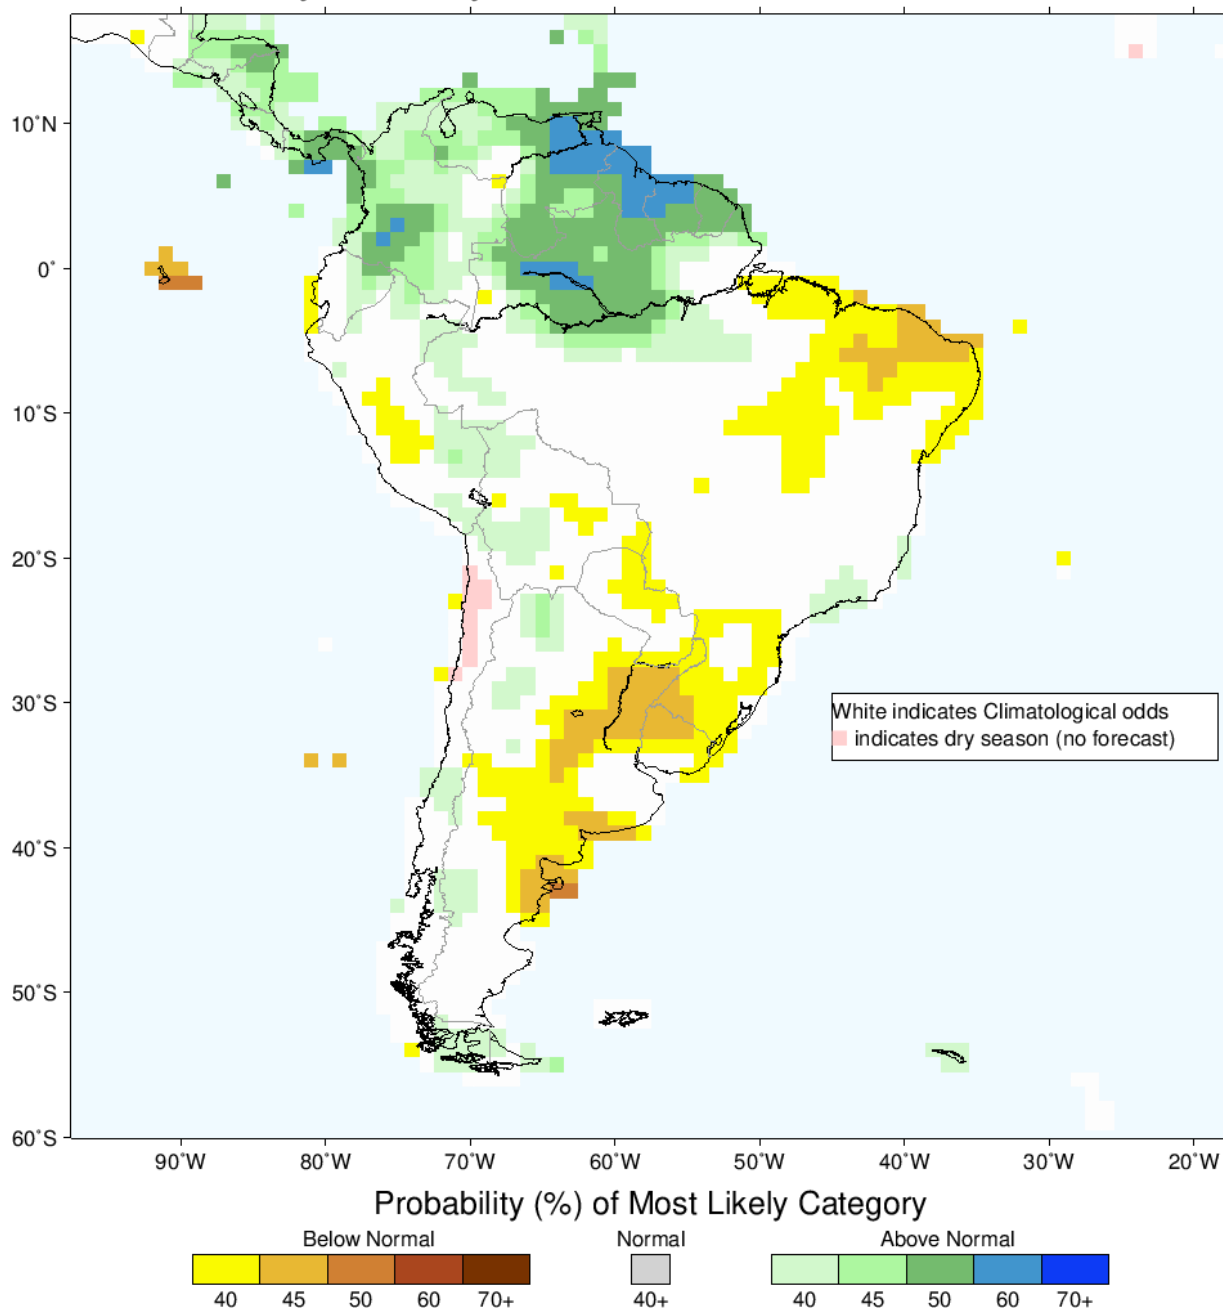 10°N
0°
10°S
20°S
30°S
40°S
50°S
60°S
White indicates Climatological odds
indicates dry season (no forecast)
90°W 80°W 70°W 60°W 50°W 40°W 30°W 20°W
Probability (%) of Most Likely Category
Below Normal Normal Above Normal
40 45 50 60 70+ 40+ 40 45 50 60 70+